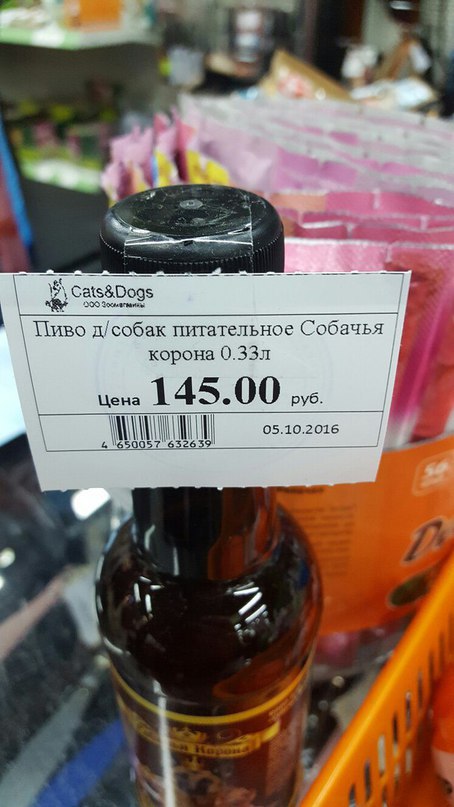 Cats&Dogs
ООО Зоомагазины
Пиво д/собак питательное Собачья
корона 0.33л
Цена 145.00 руб.
4 650057 632639
05.10.2016
Корона